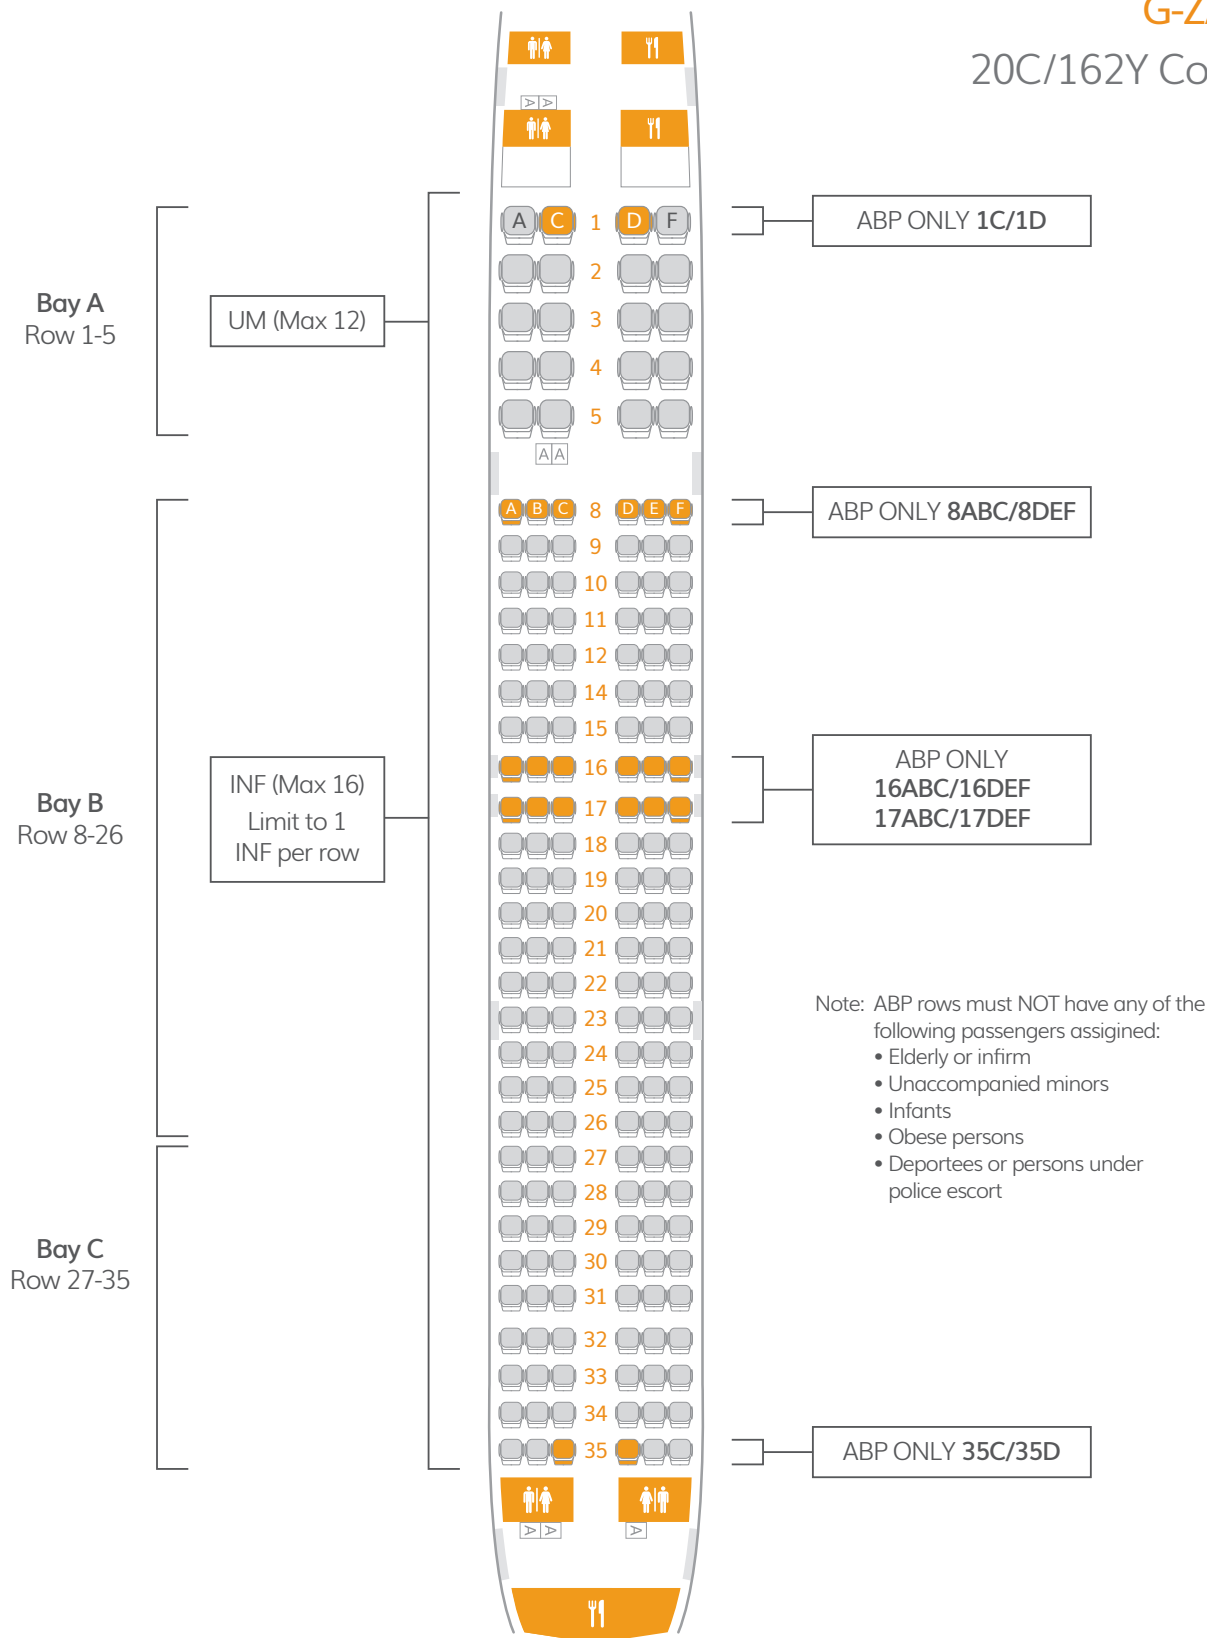 20C/162Y
A A
A C 1 D F
2
3
4
5
A A
A B C 8 D E F
9
10
11
12
14
15
16
17
18
19
20
21
22
23
24
25
26
27
28
29
30
31
32
33
34
35
A A A
Bay A
Row 1-5
Bay B
Row 8-26
Bay C
Row 27-35
UM (Max 12)
INF (Max 16)
Limit to 1
INF per row
ABP ONLY 1C/1D
ABP ONLY 8ABC/8DEF
ABP ONLY
16ABC/16DEF
17ABC/17DEF
Note: ABP rows must NOT have any of the
following passengers assigined:
• Elderly or infirm
• Unaccompanied minors
• Infants
• Obese persons
• Deportees or persons under
police escort
ABP ONLY 35C/35D